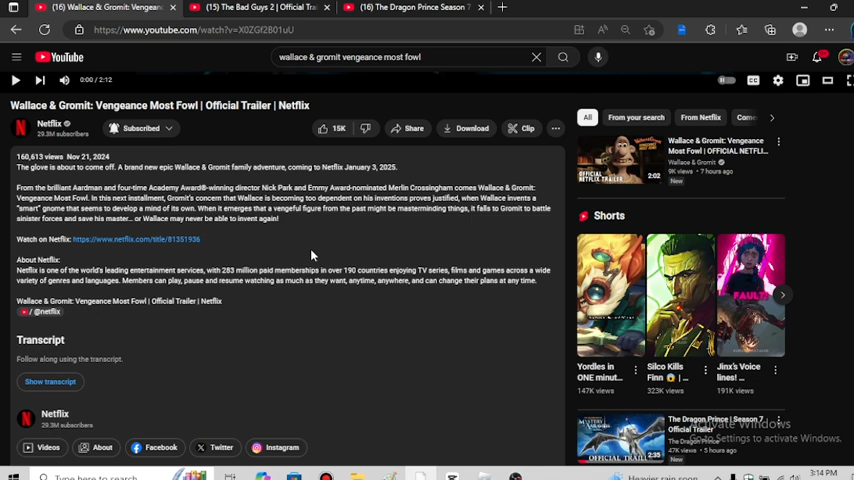 (16) Wallace & Gromit: Vengean
(15) The Bad Guys 2 | Official Trai
(16) The Dragon Prince Season 7
https://www.youtube.com/watch?v=X0ZGf2B01uU
YouTube
wallace & gromit vengeance most fowl
0:00 / 2:12
CC
Wallace & Gromit: Vengeance Most Fowl | Official Trailer | Netflix
Netflix
29.3M subscribers
Subscribed
15K
Share
Download
Clip
All
From your search
From Netflix
Come
160,613 views Nov 21, 2024
The glove is about to come off. A brand new epic Wallace & Gromit family adventure, coming to Netflix January 3, 2025.
From the brilliant Aardman and four-time Academy Award®-winning director Nick Park and Emmy Award-nominated Merlin Crossingham comes Wallace & Gromit:
Vengeance Most Fowl. In this next installment, Gromit's concern that Wallace is becoming too dependent on his inventions proves justified, when Wallace invents a
"smart" gnome that seems to develop a mind of its own. When it emerges that a vengeful figure from the past might be masterminding things, it falls to Gromit to battle
sinister forces and save his master... or Wallace may never be able to invent again!
Watch on Netflix: https://www.netflix.com/title/81351936
About Netflix:
Netflix is one of the world's leading entertainment services, with 283 million paid memberships in over 190 countries enjoying TV series, films and games across a wide
variety of genres and languages. Members can play, pause and resume watching as much as they want, anytime, anywhere, and can change their plans at any time.
Wallace & Gromit: Vengeance Most Fowl | Official Trailer | Netflix
/ @netflix
Transcript
Follow along using the transcript.
Show transcript
Netflix
29.3M subscribers
Videos
About
Facebook
Twitter
Instagram
Wallace & Gromit: Vengeance
Most Fowl | OFFICIAL NETFLI...
Wallace & Gromit
9K views • 7 hours ago
New
2:02
Shorts
FAULT
Yordles in
ONE minut...
147K views
Silco Kills
Finn 😱 | ...
323K views
Jinx's Voice
lines! ...
191K views
The Dragon Prince | Season 7
Official Trailer
The Dragon Prince
47K views • 5 hours ago
New
OFFICIAL TRAILER
2:35
Activate Windows
Go to Settings to activate Windows.
Type here to search
Heavier rain soon
3:14 PM